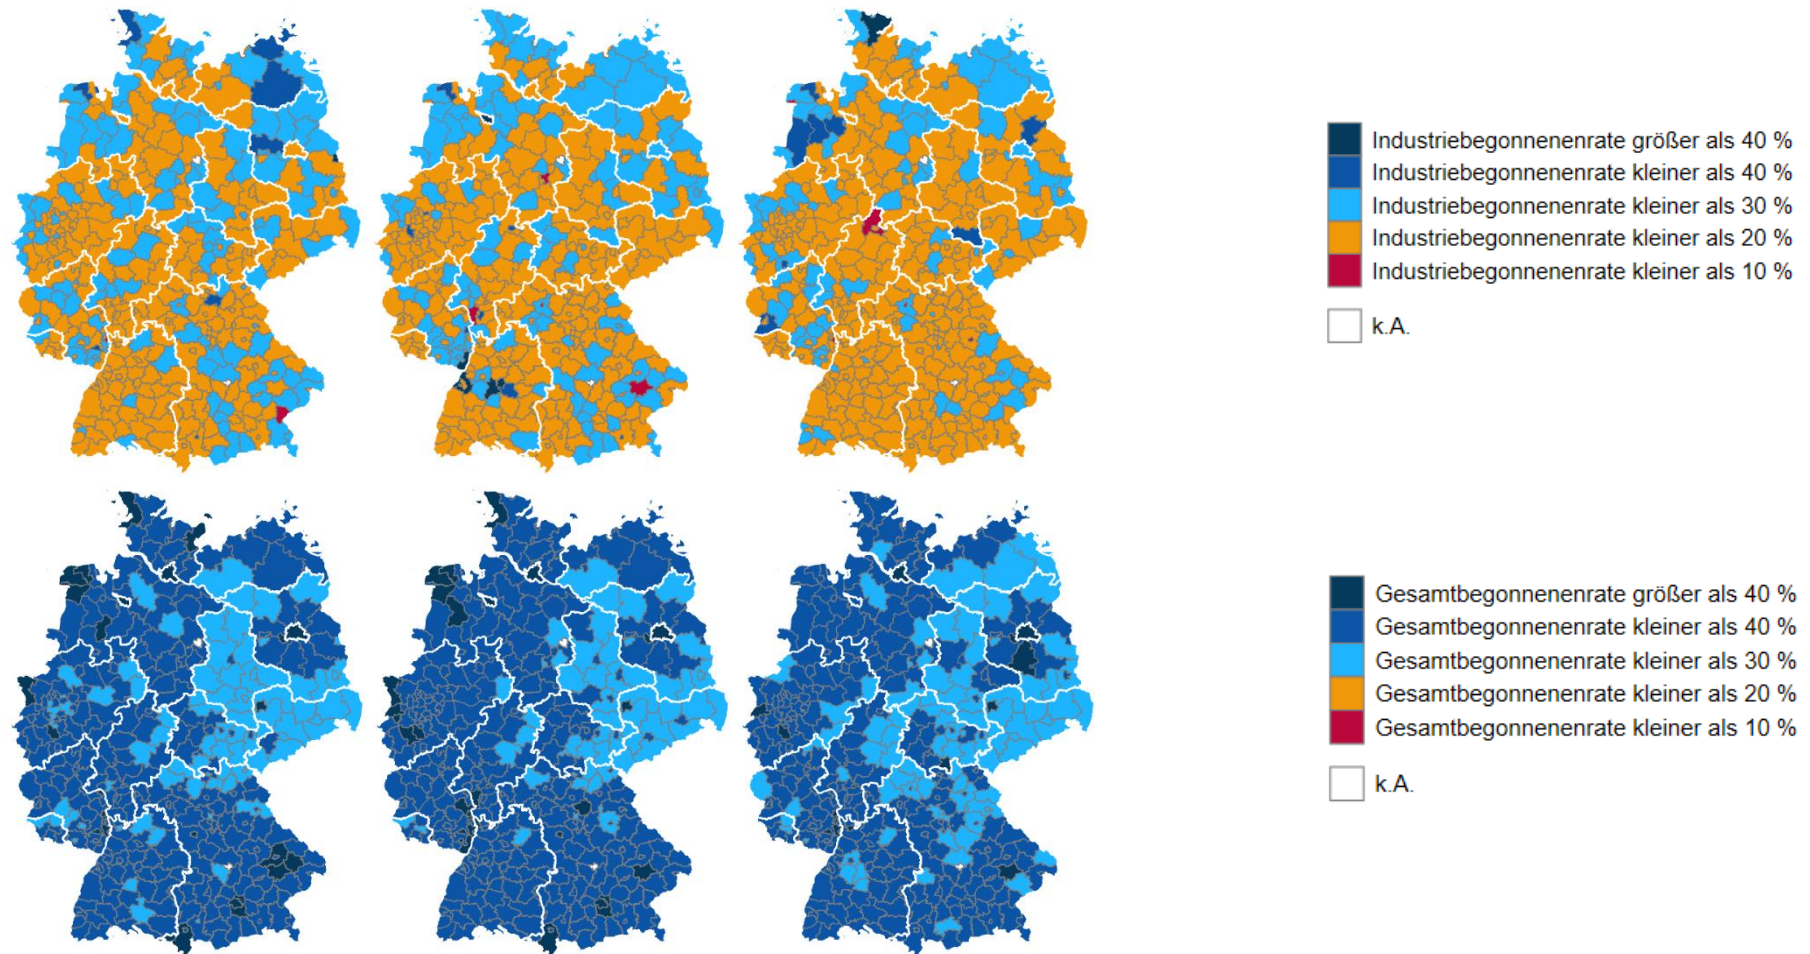 Industriebegonnenenrate größer als 40 %
Industriebegonnenenrate kleiner als 40 %
Industriebegonnenenrate kleiner als 30 %
Industriebegonnenenrate kleiner als 20 %
Industriebegonnenenrate kleiner als 10 %
k.A.
Gesamtbegonnenenrate größer als 40 %
Gesamtbegonnenenrate kleiner als 40 %
Gesamtbegonnenenrate kleiner als 30 %
Gesamtbegonnenenrate kleiner als 20 %
Gesamtbegonnenenrate kleiner als 10 %
k.A.